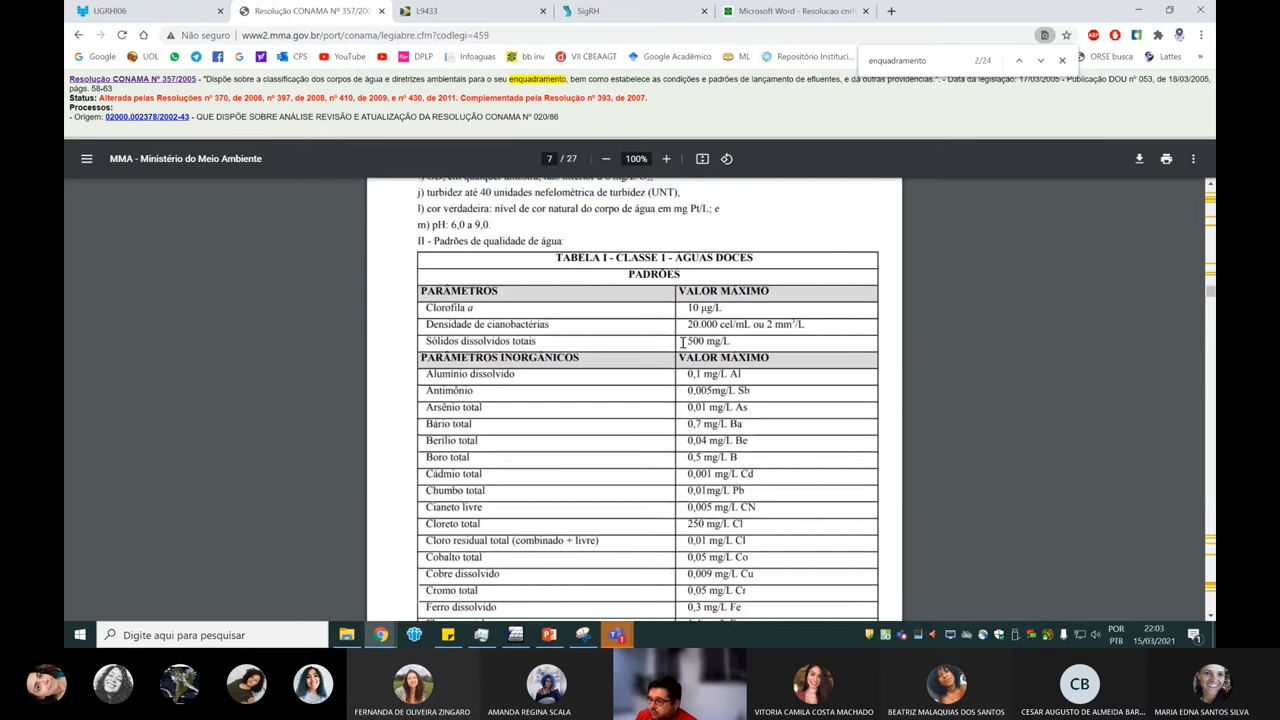 UGRHI06
Resolução CONAMA Nº 357/200
L9433
SigRH
Microsoft Word - Resolucao cnrh
Não seguro
www2.mma.gov.br/port/conama/legiabre.cfm?codlegi=459
enquadramento
2/24
Google
UOL
CPS
YouTube
DPLP
Infoaguas
bb inv
VII CBEAAGT
Google Acadêmico
ML
Repositório Instituci...
ORSE busca
Lattes
Resolução CONAMA Nº 357/2005 - "Dispõe sobre a classificação dos corpos de água e diretrizes ambientais para o seu enquadramento, bem como estabelece as condições e padrões de lançamento de efluentes, e dá outras providências.". - Data da legislação: 17/03/2005 - Publicação DOU nº 053, de 18/03/2005,
págs. 58-63
Status: Alterada pelas Resoluções nº 370, de 2006, nº 397, de 2008, nº 410, de 2009, e nº 430, de 2011. Complementada pela Resolução nº 393, de 2007.
Processos:
- Origem: 02000.002378/2002-43 - QUE DISPÕE SOBRE ANÁLISE REVISÃO E ATUALIZAÇÃO DA RESOLUÇÃO CONAMA Nº 020/86
MMA - Ministério do Meio Ambiente
7 / 27
100%
j) turbidez até 40 unidades nefelométrica de turbidez (UNT),
l) cor verdadeira: nível de cor natural do corpo de água em mg Pt/L; e
m) pH: 6,0 a 9,0.
II - Padrões de qualidade de água:
TABELA I - CLASSE 1 - ÁGUAS DOCES
PADRÕES
PARÂMETROS VALOR MÁXIMO
Clorofila a 10 μg/L
Densidade de cianobactérias 20.000 cel/mL ou 2 mm³/L
Sólidos dissolvidos totais 500 mg/L
PARÂMETROS INORGÂNICOS VALOR MÁXIMO
Alumínio dissolvido 0,1 mg/L Al
Antimônio 0,005mg/L Sb
Arsênio total 0,01 mg/L As
Bário total 0,7 mg/L Ba
Berílio total 0,04 mg/L Be
Boro total 0,5 mg/L B
Cádmio total 0,001 mg/L Cd
Chumbo total 0,01mg/L Pb
Cianeto livre 0,005 mg/L CN
Cloreto total 250 mg/L Cl
Cloro residual total (combinado + livre) 0,01 mg/L Cl
Cobalto total 0,05 mg/L Co
Cobre dissolvido 0,009 mg/L Cu
Cromo total 0,05 mg/L Cr
Ferro dissolvido 0,3 mg/L Fe
Digite aqui para pesquisar
POR
PTB
22:03
15/03/2021
FERNANDA DE OLIVEIRA ZINGARO
AMANDA REGINA SCALA
VITORIA CAMILA COSTA MACHADO
BEATRIZ MALAQUIAS DOS SANTOS
CB
CESAR AUGUSTO DE ALMEIDA BAR...
MARIA EDNA SANTOS SILVA